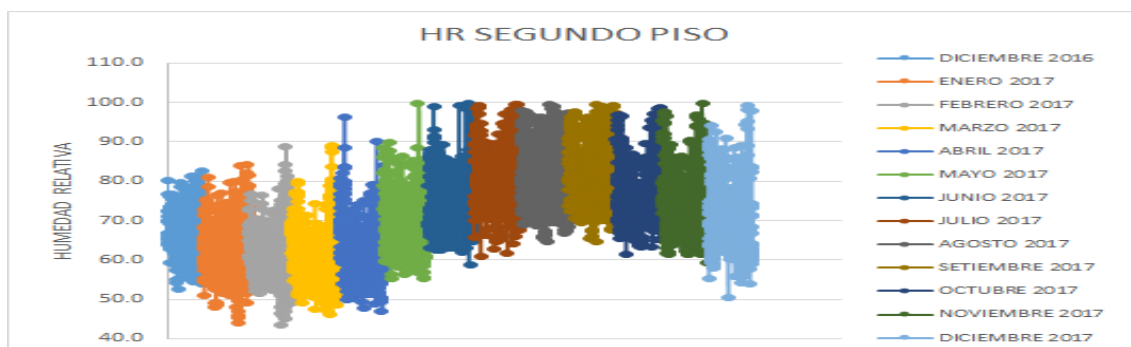 HR SEGUNDO PISO
HUMEDAD RELATIVA
110.0
100.0
90.0
80.0
70.0
60.0
50.0
40.0
DICIEMBRE 2016
ENERO 2017
FEBRERO 2017
MARZO 2017
ABRIL 2017
MAYO 2017
JUNIO 2017
JULIO 2017
AGOSTO 2017
SETIEMBRE 2017
OCTUBRE 2017
NOVIEMBRE 2017
DICIEMBRE 2017